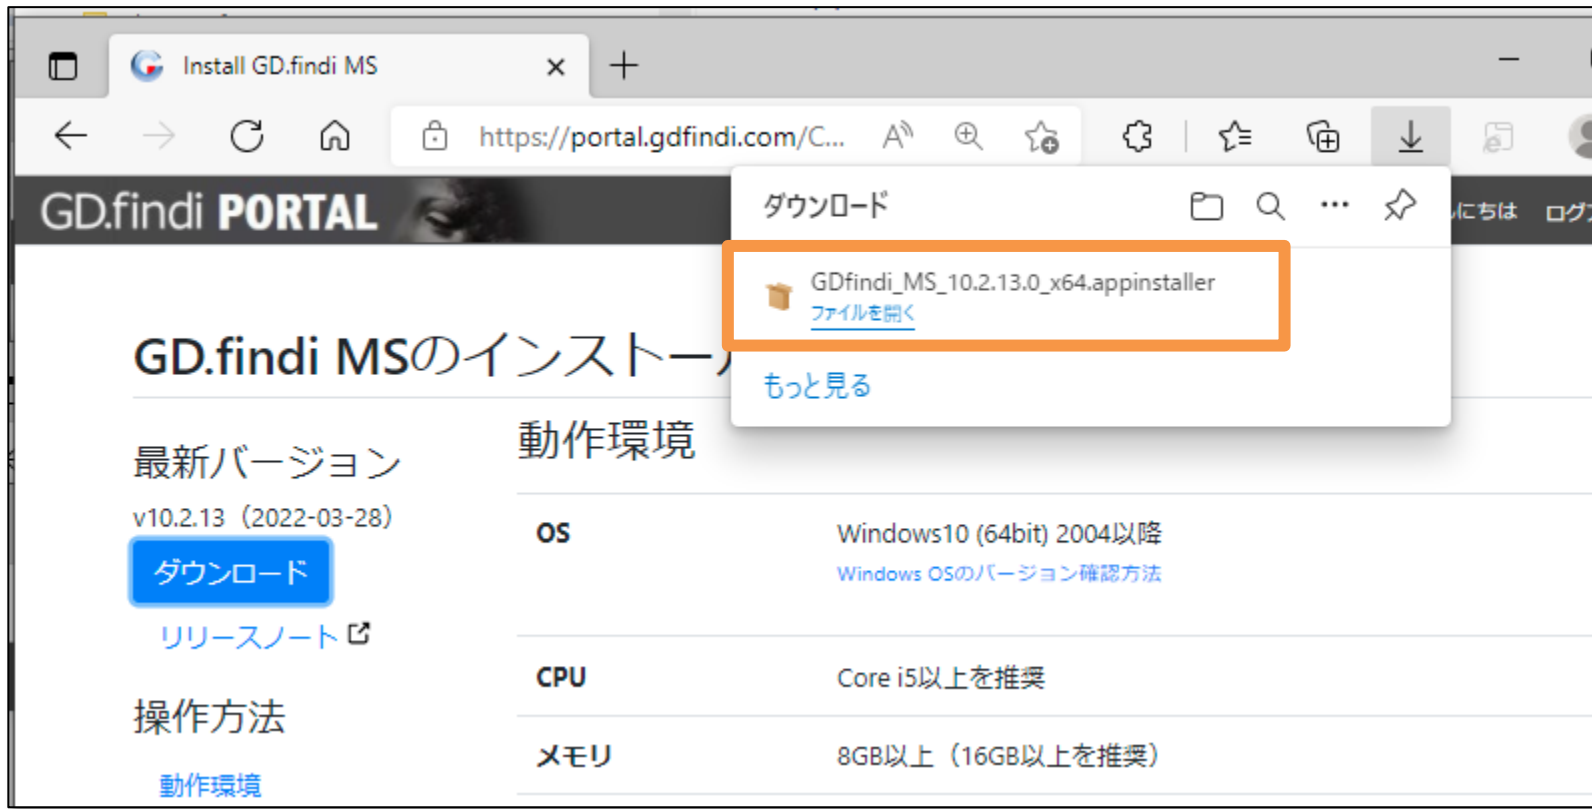 Install GD.findi MS
https://portal.gdfindi.com/C...
GD.findi PORTAL
にちは ログ
ダウンロード
GDfindi_MS_10.2.13.0_x64.appinstaller
ファイルを開く
もっと見る
GD.findi MSのインストー
最新バージョン
v10.2.13（2022-03-28）
ダウンロード
リリースノート
操作方法
動作環境
動作環境
OS
Windows10 (64bit) 2004以降
Windows OSのバージョン確認方法
CPU
Core i5以上を推奨
メモリ
8GB以上（16GB以上を推奨）